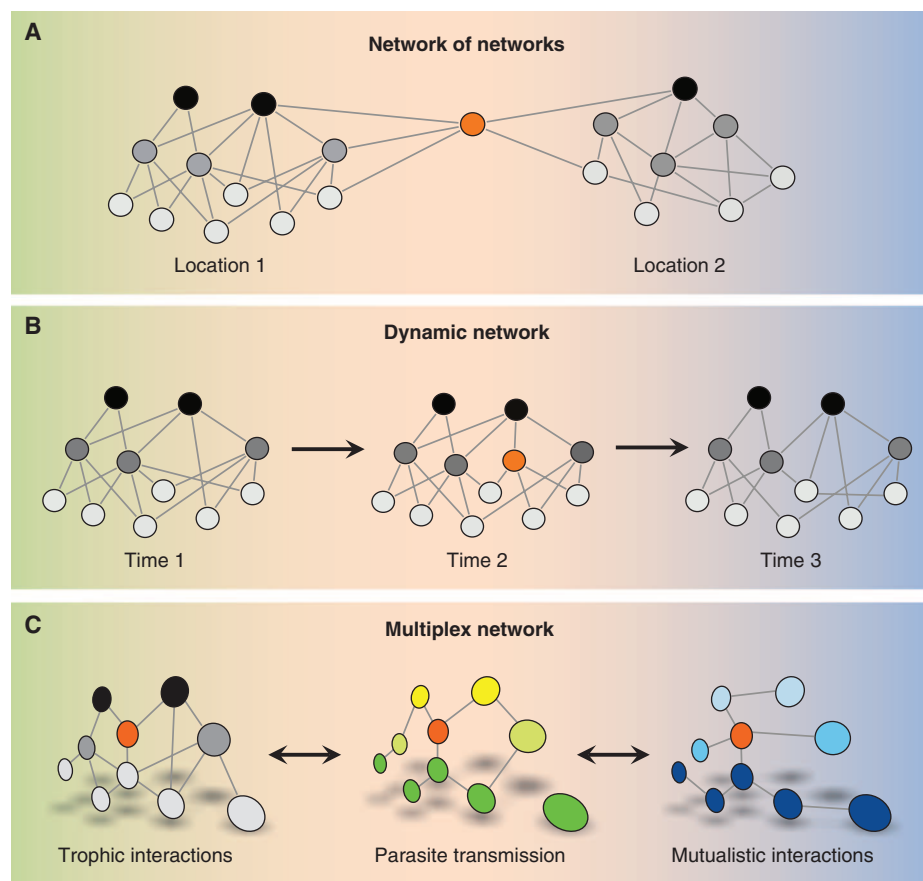 A
Network of networks
Location 1
Location 2
B
Dynamic network
Time 1
Time 2
Time 3
C
Multiplex network
Trophic interactions
Parasite transmission
Mutualistic interactions